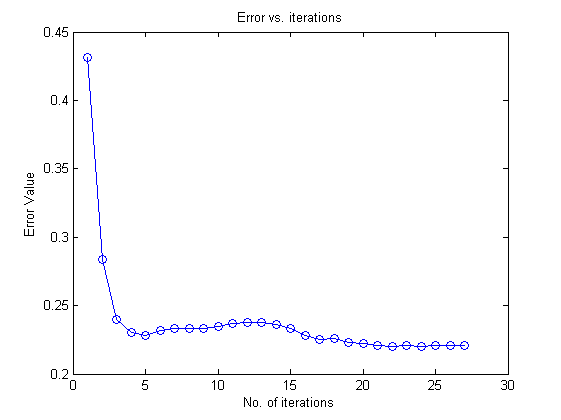 Error vs. iterations
0.45
0.4
0.35
0.3
0.25
0.2
Error Value
0 5 10 15 20 25 30
No. of iterations